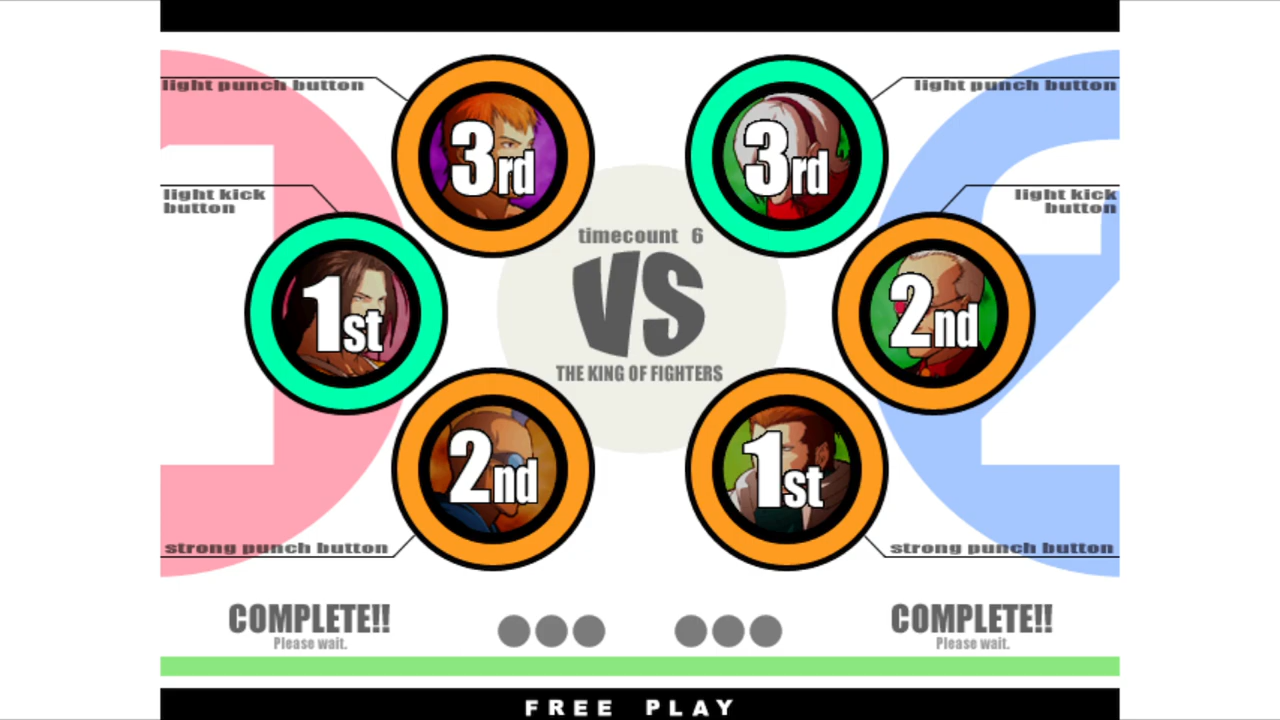 light punch button
light punch button
3rd
3rd
light kick
button
light kick
button
timecount 6
VS
THE KING OF FIGHTERS
1st
2nd
2nd
1st
strong punch button
strong punch button
COMPLETE!!
Please wait.
COMPLETE!!
Please wait.
FREE PLAY
1
2